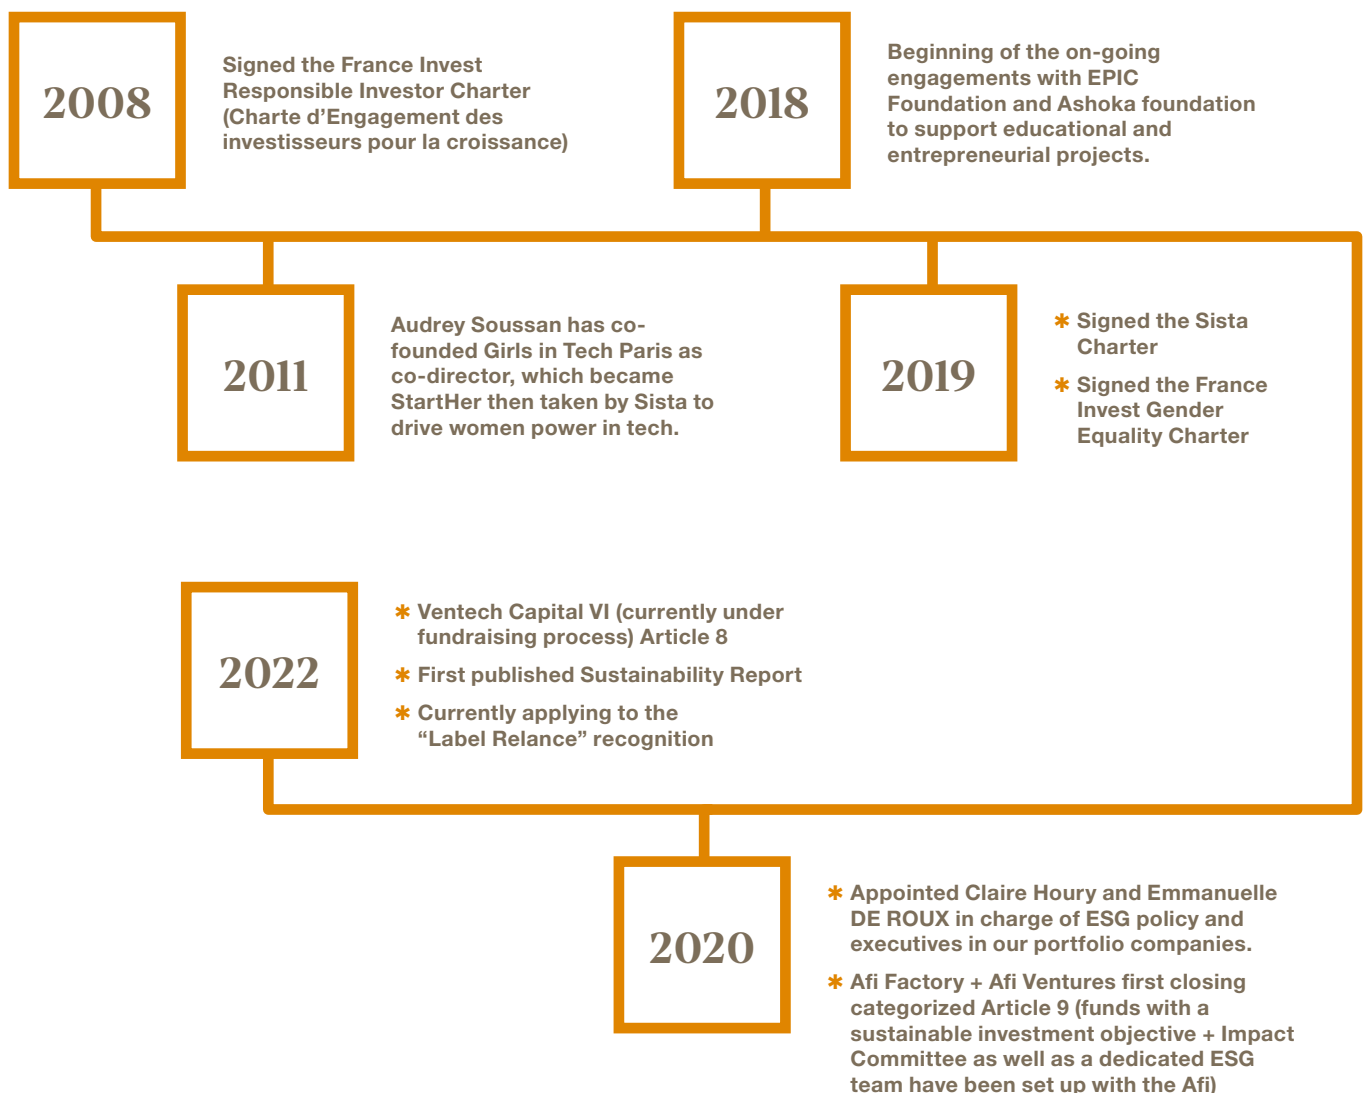 2008
Signed the France Invest
Responsible Investor Charter
(Charte d’Engagement des
investisseurs pour la croissance)
2011
Audrey Soussan has co-
founded Girls in Tech Paris as
co-director, which became
StartHer then taken by Sista to
drive women power in tech.
2018
Beginning of the on-going
engagements with EPIC
Foundation and Ashoka foundation
to support educational and
entrepreneurial projects.
2019
✱ Signed the Sista
Charter
✱ Signed the France
Invest Gender
Equality Charter
2020
✱ Appointed Claire Houry and Emmanuelle
DE ROUX in charge of ESG policy and
executives in our portfolio companies.
✱ Afi Factory + Afi Ventures first closing
categorized Article 9 (funds with a
sustainable investment objective + Impact
Committee as well as a dedicated ESG
team have been set up with the Afi)
2022
✱ Ventech Capital VI (currently under
fundraising process) Article 8
✱ First published Sustainability Report
✱ Currently applying to the
“Label Relance” recognition